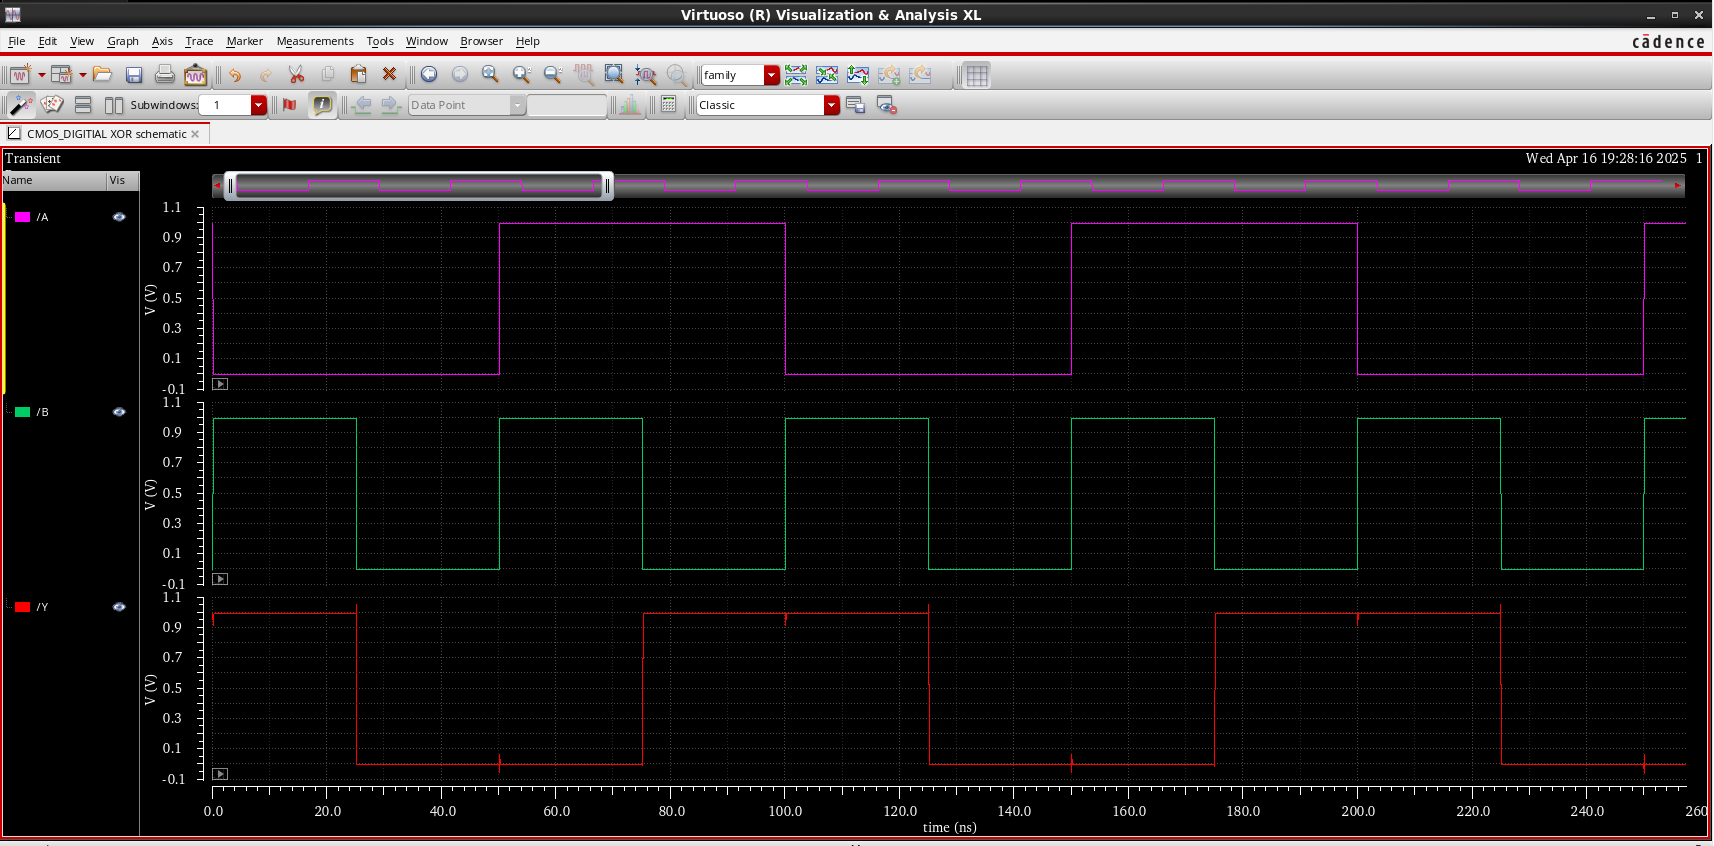 Virtuoso (R) Visualization & Analysis XL
File Edit View Graph Axis Trace Marker Measurements Tools Window Browser Help
cādence
family
Subwindows: 1
Data Point
Classic
CMOS_DIGITIAL XOR schematic
Transient
Wed Apr 16 19:28:16 2025 1
Name Vis
/A
1.1
0.9
0.7
0.5
0.3
0.1
-0.1
V (V)
/B
1.1
0.9
0.7
0.5
0.3
0.1
-0.1
V (V)
/Y
1.1
0.9
0.7
0.5
0.3
0.1
-0.1
V (V)
0.0 20.0 40.0 60.0 80.0 100.0 120.0 140.0 160.0 180.0 200.0 220.0 240.0 260
time (ns)